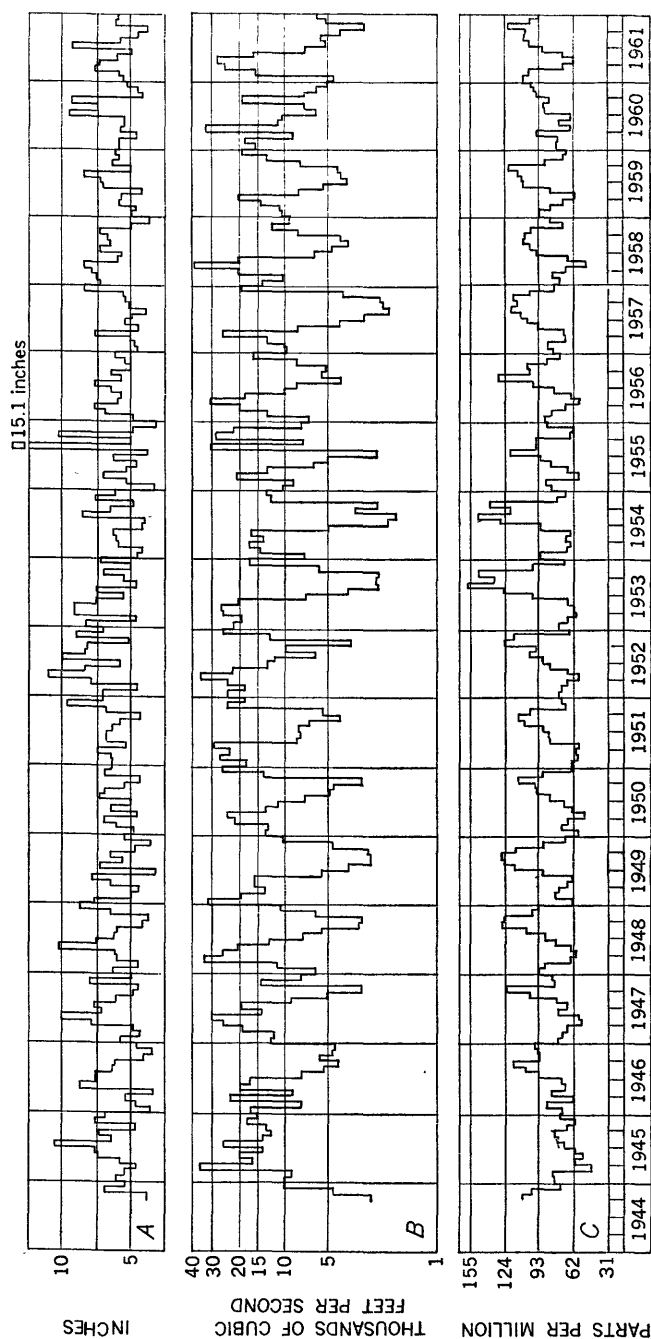 □ 15.1 inches
10
5
A
INCHES
40
30
20
15
10
5
1
B
THOUSANDS OF CUBIC
FEET PER SECOND
155
124
93
62
31
C
PARTS PER MILLION
1944 1945 1946 1947 1948 1949 1950 1951 1952 1953 1954 1955 1956 1957 1958 1959 1960 1961